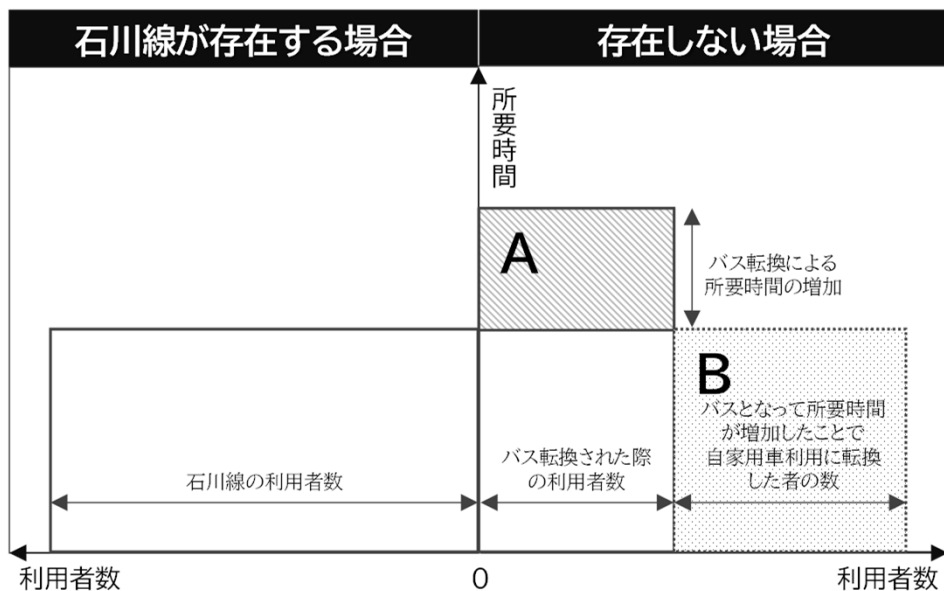 石川線が存在する場合
存在しない場合
所要時間
A
バス転換による
所要時間の増加
B
バスとなって所要時間
が増加したことで
自家用車利用に転換
した者の数
バス転換された際
の利用者数
石川線の利用者数
利用者数
0
利用者数